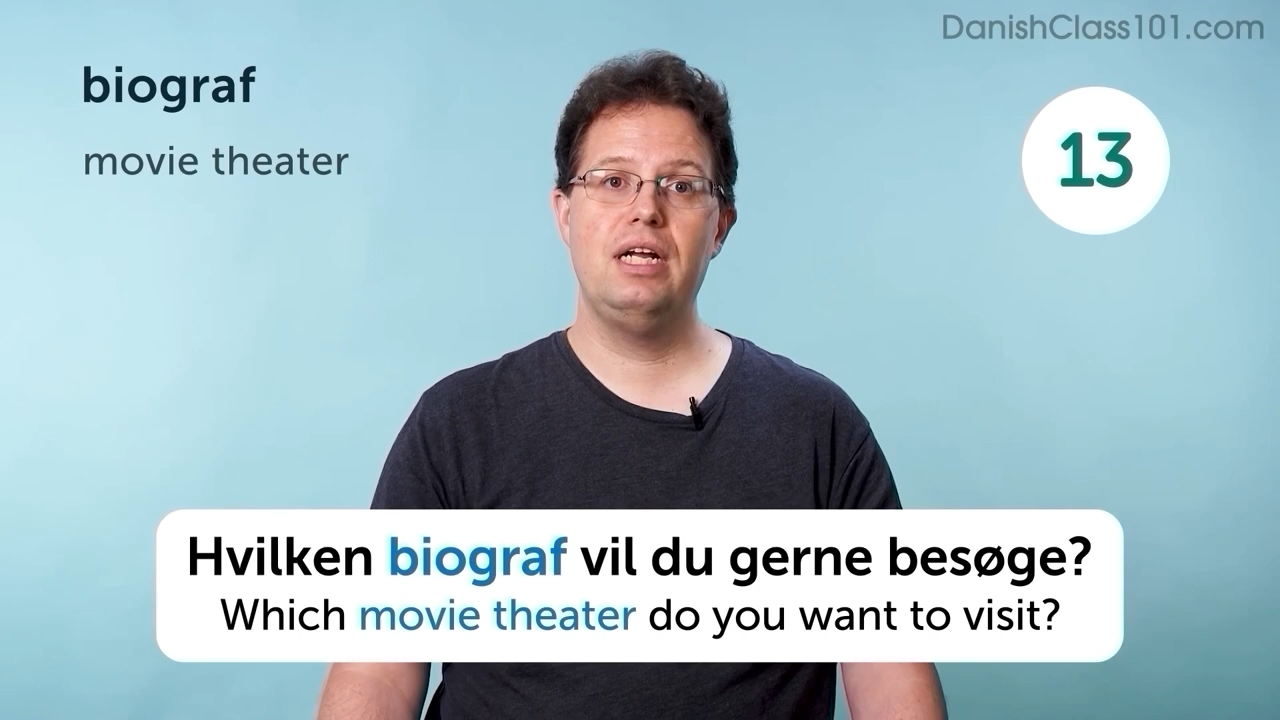 DanishClass101.com
biograf
movie theater
13
Hvilken biograf vil du gerne besøge?
Which movie theater do you want to visit?